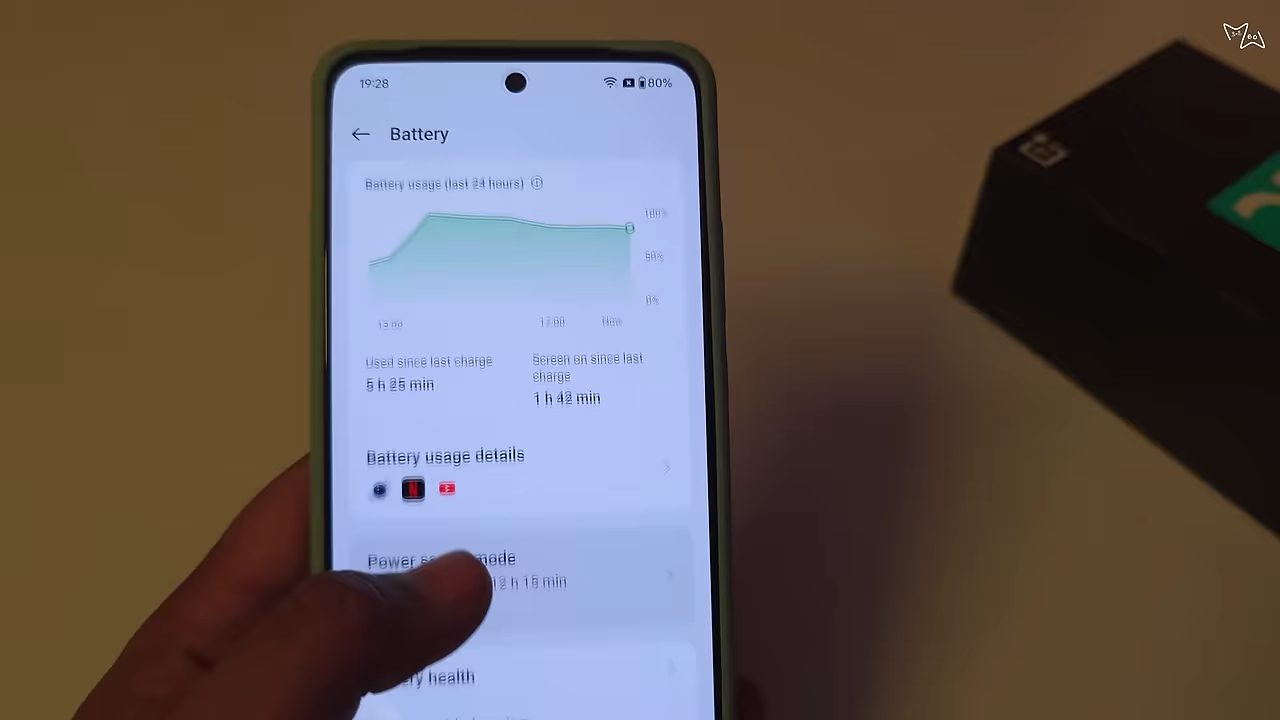 19:28
80%
Battery
Battery usage (last 24 hours)
100%
50%
0%
13:00
17:00
Now
Used since last charge
5 h 25 min
Screen on since last
charge
1 h 42 min
Battery usage details
N
Power mode
12 h 15 min
health